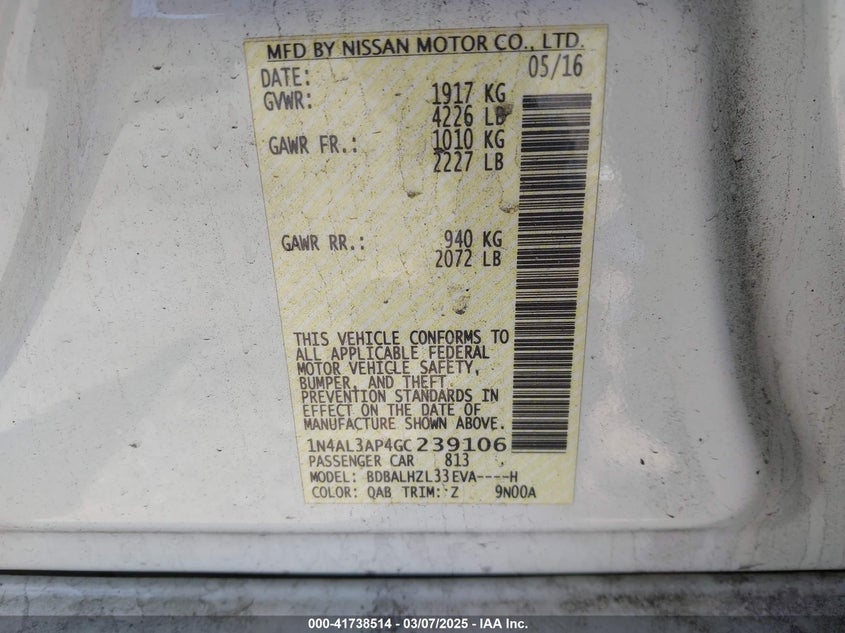 MFD BY NISSAN MOTOR CO., LTD.
DATE: 05/16
GVWR: 1917 KG
4226 LB
GAWR FR.: 1010 KG
2227 LB
GAWR RR.: 940 KG
2072 LB
THIS VEHICLE CONFORMS TO
ALL APPLICABLE FEDERAL
MOTOR VEHICLE SAFETY,
BUMPER, AND THEFT
PREVENTION STANDARDS IN
EFFECT ON THE DATE OF
MANUFACTURE SHOWN ABOVE.
1N4AL3AP4GC239106
PASSENGER CAR 813
MODEL: BDBALHZL33EVA----H
COLOR: QAB TRIM: Z 9N00A
000-41738514 — 03/07/2025 — IAA Inc.